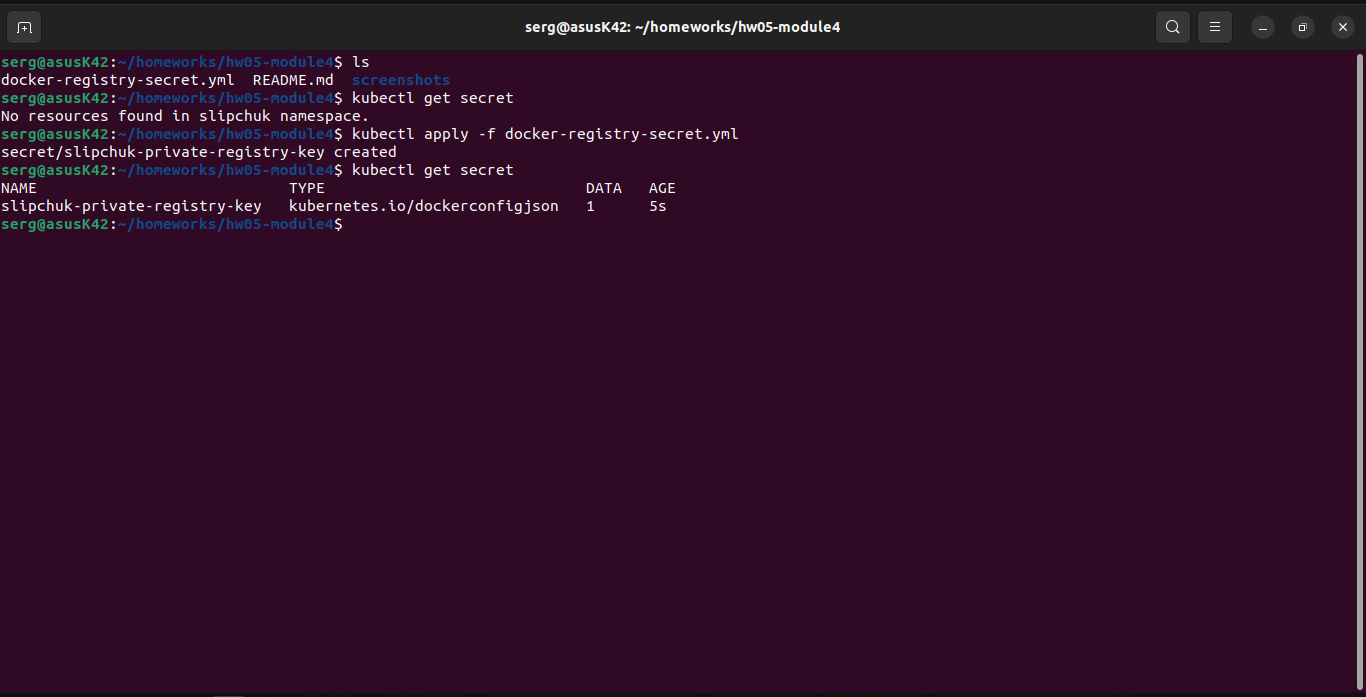 serg@asusK42: ~/homeworks/hw05-module4
serg@asusK42:~/homeworks/hw05-module4$ ls
docker-registry-secret.yml  README.md  screenshots
serg@asusK42:~/homeworks/hw05-module4$ kubectl get secret
No resources found in slipchuk namespace.
serg@asusK42:~/homeworks/hw05-module4$ kubectl apply -f docker-registry-secret.yml
secret/slipchuk-private-registry-key created
serg@asusK42:~/homeworks/hw05-module4$ kubectl get secret
NAME                            TYPE                             DATA   AGE
slipchuk-private-registry-key   kubernetes.io/dockerconfigjson   1      5s
serg@asusK42:~/homeworks/hw05-module4$